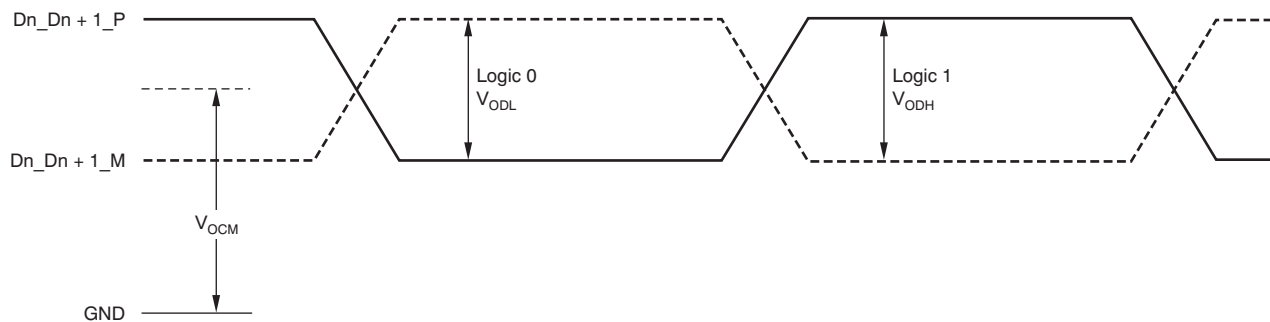 Dn_Dn + 1_P
Logic 0
VODL
Logic 1
VODH
Dn_Dn + 1_M
VOCM
GND